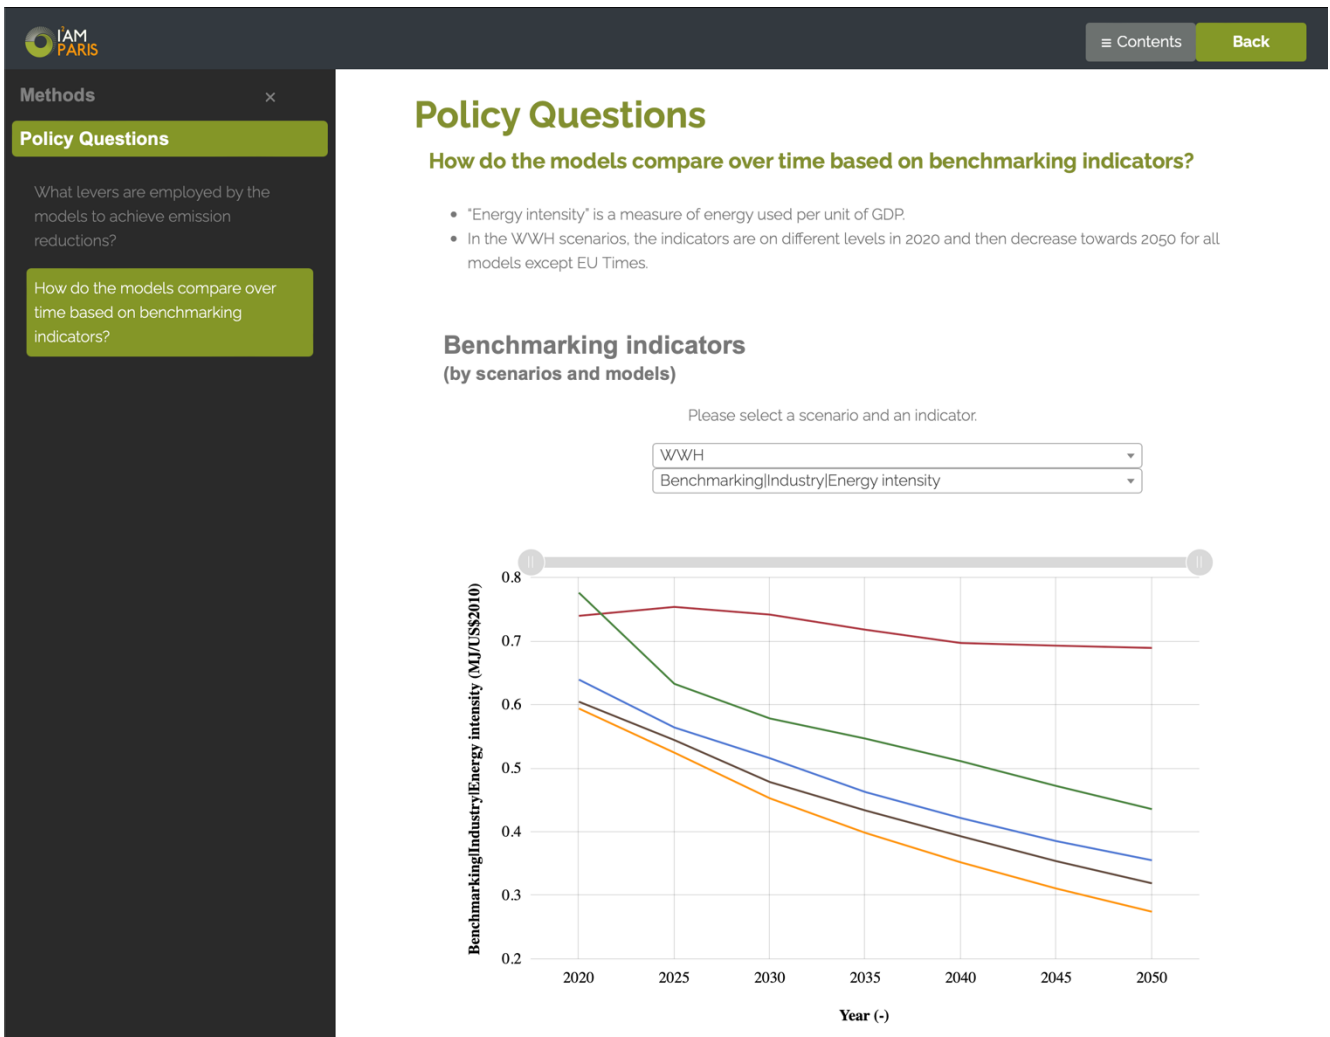 I²AM
PARIS
≡ Contents
Back
Methods
×
Policy Questions
What levers are employed by the
models to achieve emission
reductions?
How do the models compare over
time based on benchmarking
indicators?
Policy Questions
How do the models compare over time based on benchmarking indicators?
• "Energy intensity" is a measure of energy used per unit of GDP.
• In the WWH scenarios, the indicators are on different levels in 2020 and then decrease towards 2050 for all
models except EU Times.
Benchmarking indicators
(by scenarios and models)
Please select a scenario and an indicator.
WWH
Benchmarking|Industry|Energy intensity
Benchmarking|Industry|Energy intensity (MJ/US$2010)
0.8
0.7
0.6
0.5
0.4
0.3
0.2
2020 2025 2030 2035 2040 2045 2050
Year (-)